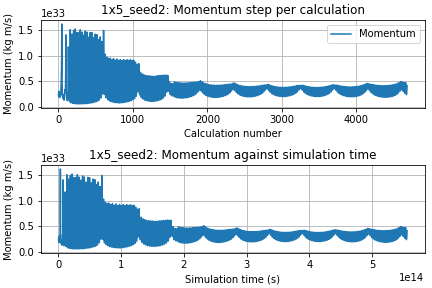 1x5_seed2: Momentum step per calculation
1e33
Momentum (kg m/s)
1.5
1.0
0.5
0.0
Momentum
0
1000
2000
3000
4000
Calculation number
1x5_seed2: Momentum against simulation time
1e33
Momentum (kg m/s)
1.5
1.0
0.5
0.0
0
1
2
3
4
5
1e14
Simulation time (s)